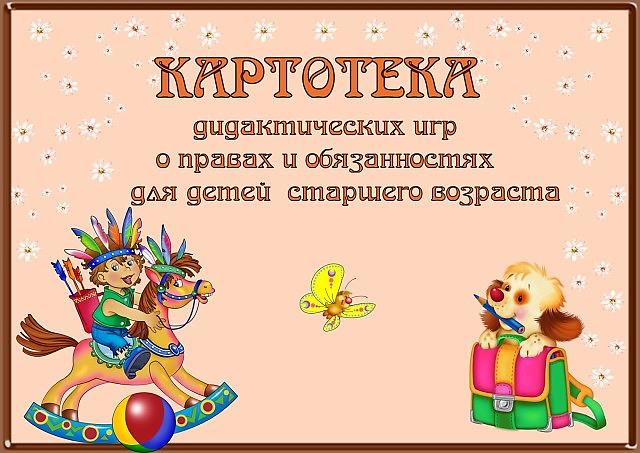 КАРТОТЕКА
дидактических игр
о правах и обязанностях
для детей старшего возраста